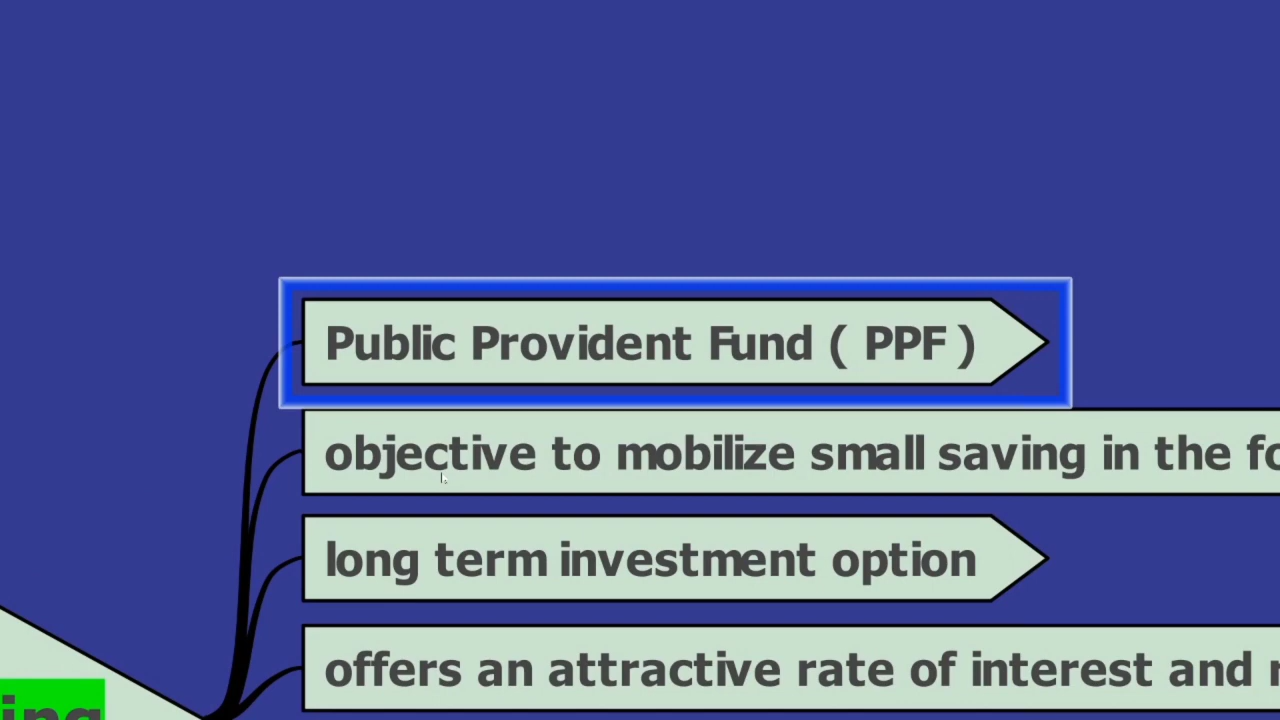 Public Provident Fund ( PPF )
objective to mobilize small saving in the
long term investment option
offers an attractive rate of interest and